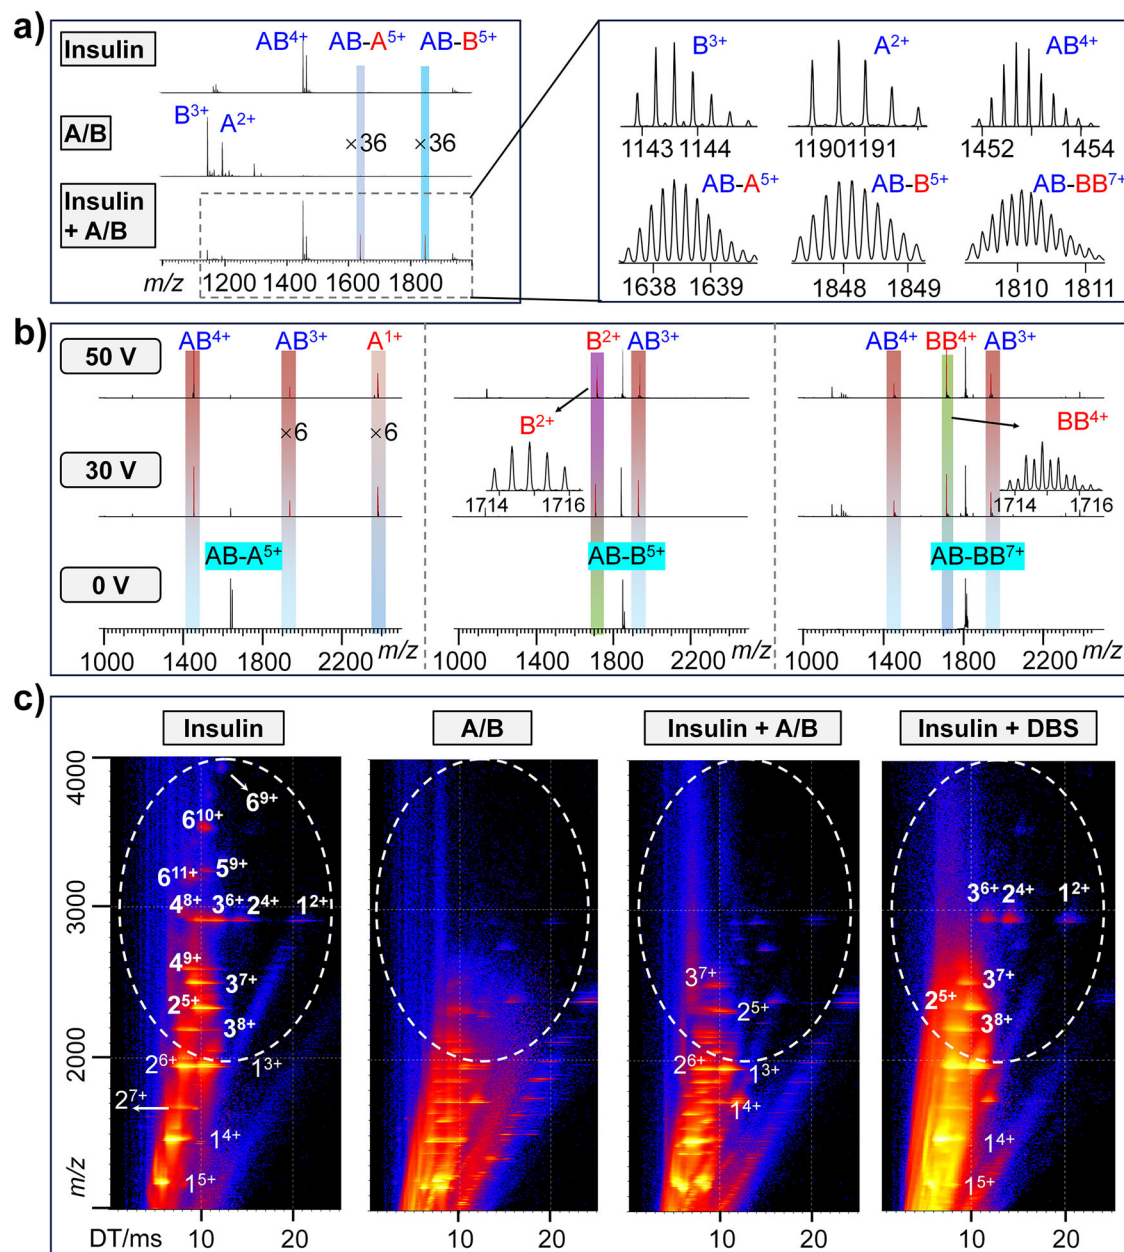 a)
Insulin
AB4+ AB-A5+ AB-B5+
A/B
B3+ A2+
×36 ×36
Insulin
+ A/B
m/z 1200 1400 1600 1800
B3+ A2+ AB4+
1143 1144 1190 1191 1452 1454
AB-A5+ AB-B5+ AB-BB7+
1638 1639 1848 1849 1810 1811
b)
50 V
AB4+ AB3+ A1+
B2+ AB3+
AB4+ BB4+ AB3+
×6 ×6
B2+
1714 1716
BB4+
1714 1716
30 V
AB-A5+ AB-B5+ AB-BB7+
0 V
1000 1400 1800 2200 m/z
1000 1400 1800 2200 m/z
1000 1400 1800 2200 m/z
c)
Insulin A/B Insulin + A/B Insulin + DBS
4000
3000
2000
m/z
69+
610+
59+
611+
48+ 36+ 24+ 12+
49+
37+
25+
38+
26+ 13+
27+
14+
15+
37+
25+
26+
13+
14+
36+ 24+ 12+
37+
25+
38+
14+
15+
DT/ms 10 20 10 20 10 20 10 20